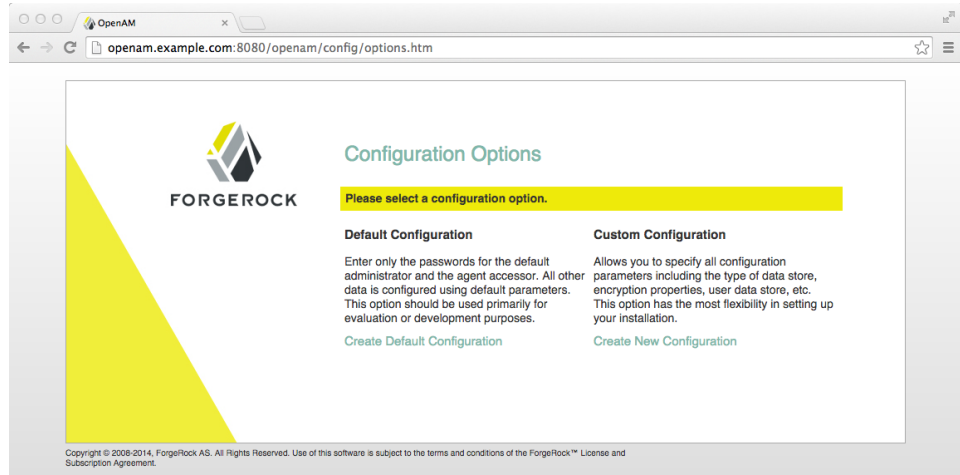 OpenAM
openam.example.com:8080/openam/config/options.htm
FORGEROCK
Configuration Options
Please select a configuration option.
Default Configuration
Enter only the passwords for the default
administrator and the agent accessor. All other
data is configured using default parameters.
This option should be used primarily for
evaluation or development purposes.
Create Default Configuration
Custom Configuration
Allows you to specify all configuration
parameters including the type of data store,
encryption properties, user data store, etc.
This option has the most flexibility in setting up
your installation.
Create New Configuration
Copyright © 2008-2014, ForgeRock AS. All Rights Reserved. Use of this software is subject to the terms and conditions of the ForgeRock™ License and
Subscription Agreement.